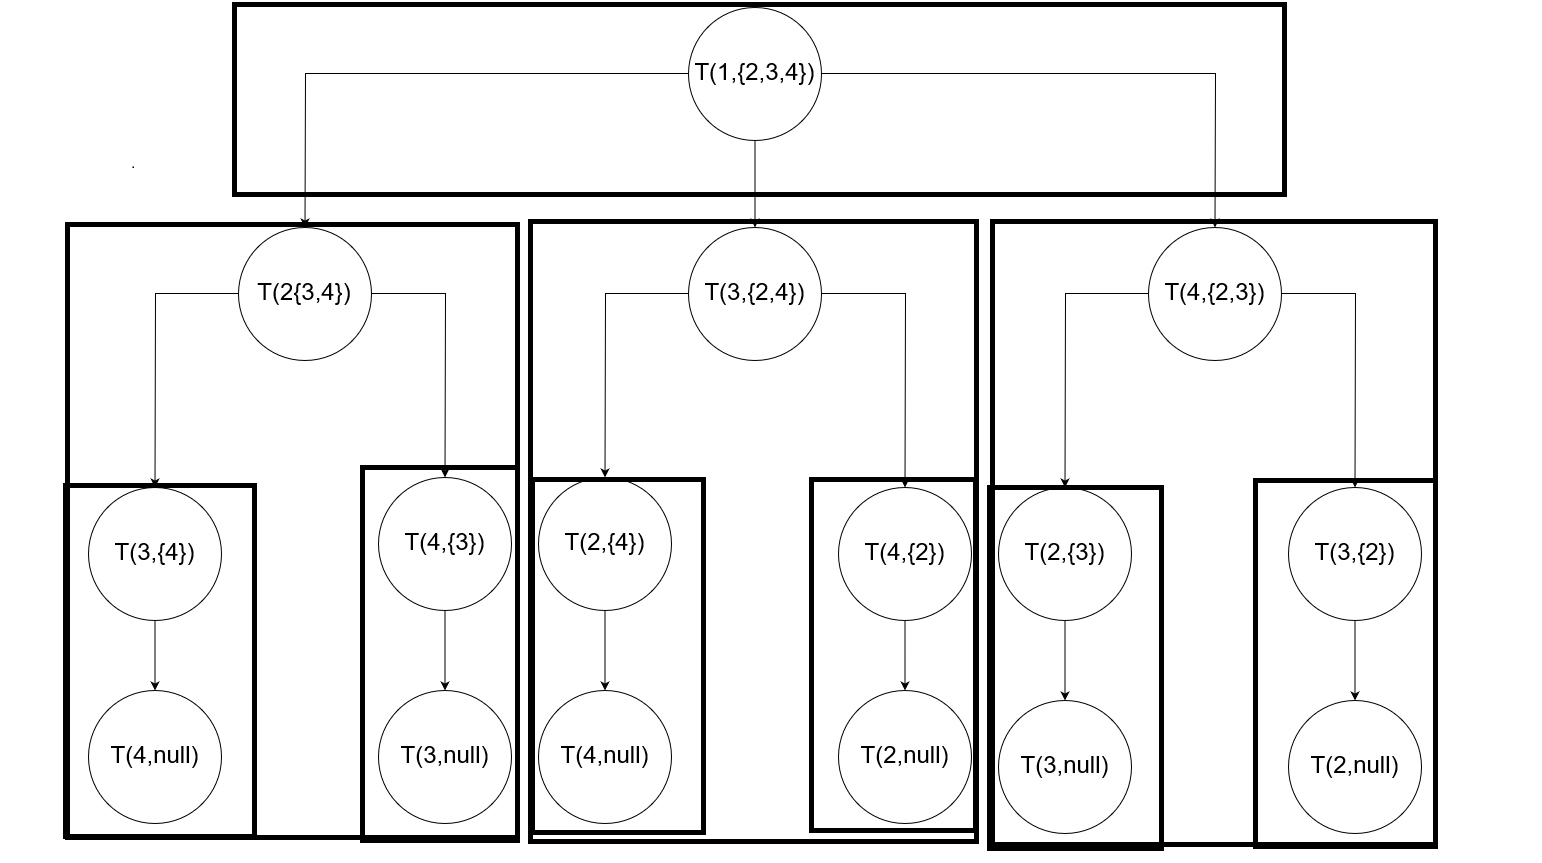 T(1,{2,3,4})
T(2{3,4})
T(3,{2,4})
T(4,{2,3})
T(3,{4})
T(4,{3})
T(2,{4})
T(4,{2})
T(2,{3})
T(3,{2})
T(4,null)
T(3,null)
T(4,null)
T(2,null)
T(3,null)
T(2,null)